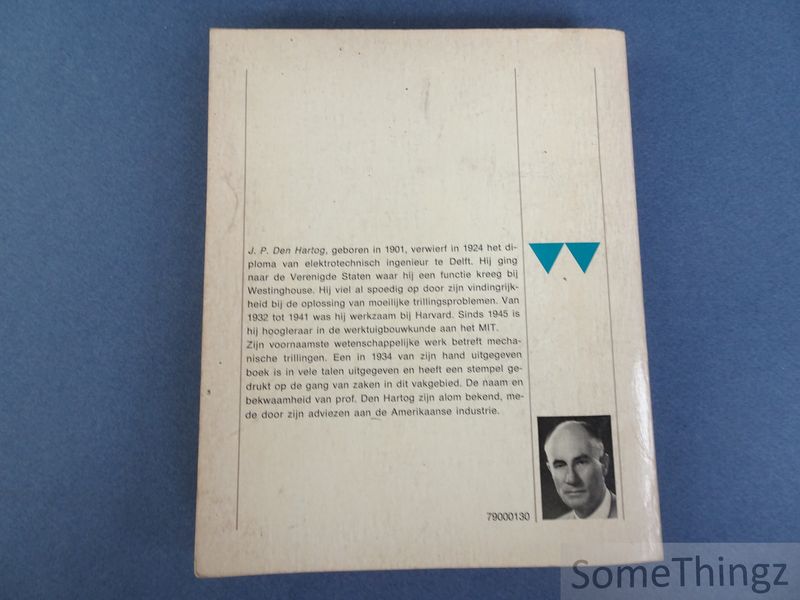 J. P. Den Hartog, geboren in 1901, verwierf in 1924 het di-
ploma van elektrotechnisch ingenieur te Delft. Hij ging
naar de Verenigde Staten waar hij een functie kreeg bij
Westinghouse. Hij viel al spoedig op door zijn vindingrijk-
heid bij de oplossing van moeilijke trillingsproblemen. Van
1932 tot 1941 was hij werkzaam bij Harvard. Sinds 1945 is
hij hoogleraar in de werktuigbouwkunde aan het MIT.
Zijn voornaamste wetenschappelijke werk betreft mecha-
nische trillingen. Een in 1934 van zijn hand uitgegeven
boek is in vele talen uitgegeven en heeft een stempel ge-
drukt op de gang van zaken in dit vakgebied. De naam en
bekwaamheid van prof. Den Hartog zijn alom bekend, me-
de door zijn adviezen aan de Amerikaanse industrie.
79000130
SomeThingz